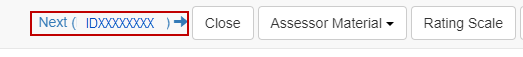 Next ( IDXXXXXXXX ) Close Assessor Material Rating Scale